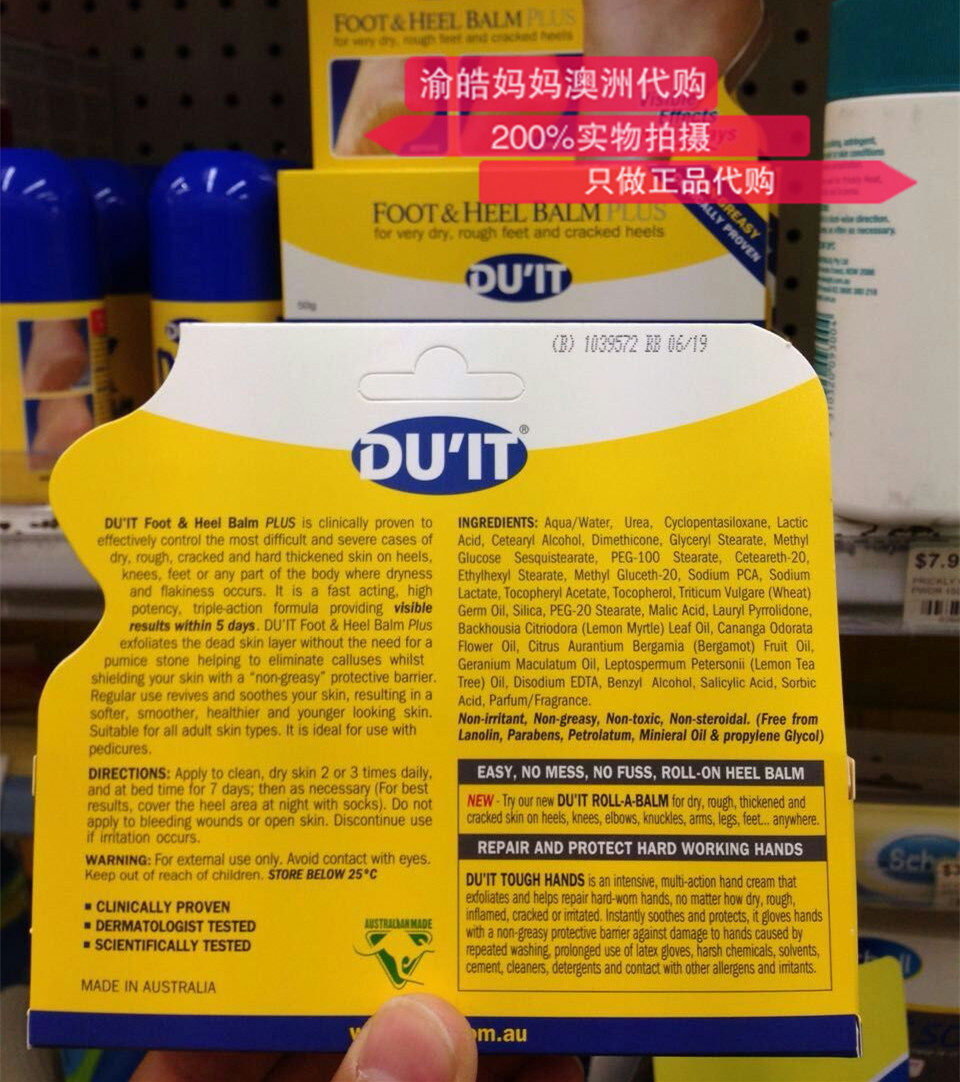 FOOT & HEEL BALM PLUS
for very dry, rough feet and cracked heels
渝皓妈妈澳洲代购
Visible
Effects
200%实物拍摄
只做正品代购
FOOT & HEEL BALM PLUS
for very dry, rough feet and cracked heels
GREASY
PROVEN
DU'IT
50g
(B) 1039572 BB 06/19
DU'IT®
DU'IT Foot & Heel Balm PLUS is clinically proven to
effectively control the most difficult and severe cases of
dry, rough, cracked and hard thickened skin on heels,
knees, feet or any part of the body where dryness
and flakiness occurs. It is a fast acting, high
potency, triple-action formula providing visible
results within 5 days. DU'IT Foot & Heel Balm Plus
exfoliates the dead skin layer without the need for a
pumice stone helping to eliminate calluses whilst
shielding your skin with a "non-greasy" protective barrier.
Regular use revives and soothes your skin, resulting in a
softer, smoother, healthier and younger looking skin.
Suitable for all adult skin types. It is ideal for use with
pedicures.
DIRECTIONS: Apply to clean, dry skin 2 or 3 times daily,
and at bed time for 7 days; then as necessary (For best
results, cover the heel area at night with socks). Do not
apply to bleeding wounds or open skin. Discontinue use
if irritation occurs.
WARNING: For external use only. Avoid contact with eyes.
Keep out of reach of children. STORE BELOW 25°C
▪ CLINICALLY PROVEN
▪ DERMATOLOGIST TESTED
▪ SCIENTIFICALLY TESTED
AUSTRALIAN MADE
MADE IN AUSTRALIA
INGREDIENTS: Aqua/Water, Urea, Cyclopentasiloxane, Lactic
Acid, Cetearyl Alcohol, Dimethicone, Glyceryl Stearate, Methyl
Glucose Sesquistearate, PEG-100 Stearate, Ceteareth-20,
Ethylhexyl Stearate, Methyl Gluceth-20, Sodium PCA, Sodium
Lactate, Tocopheryl Acetate, Tocopherol, Triticum Vulgare (Wheat)
Germ Oil, Silica, PEG-20 Stearate, Malic Acid, Lauryl Pyrrolidone,
Backhousia Citriodora (Lemon Myrtle) Leaf Oil, Cananga Odorata
Flower Oil, Citrus Aurantium Bergamia (Bergamot) Fruit Oil,
Geranium Maculatum Oil, Leptospermum Petersonii (Lemon Tea
Tree) Oil, Disodium EDTA, Benzyl Alcohol, Salicylic Acid, Sorbic
Acid, Parfum/Fragrance.
Non-irritant, Non-greasy, Non-toxic, Non-steroidal. (Free from
Lanolin, Parabens, Petrolatum, Minieral Oil & propylene Glycol)
EASY, NO MESS, NO FUSS, ROLL-ON HEEL BALM
NEW - Try our new DU'IT ROLL-A-BALM for dry, rough, thickened and
cracked skin on heels, knees, elbows, knuckles, arms, legs, feet... anywhere.
REPAIR AND PROTECT HARD WORKING HANDS
DU'IT TOUGH HANDS is an intensive, multi-action hand cream that
exfoliates and helps repair hard-worn hands, no matter how dry, rough,
inflamed, cracked or irritated. Instantly soothes and protects, it gloves hands
with a non-greasy protective barrier against damage to hands caused by
repeated washing, prolonged use of latex gloves, harsh chemicals, solvents,
cement, cleaners, detergents and contact with other allergens and irritants.
om.au
$7.9